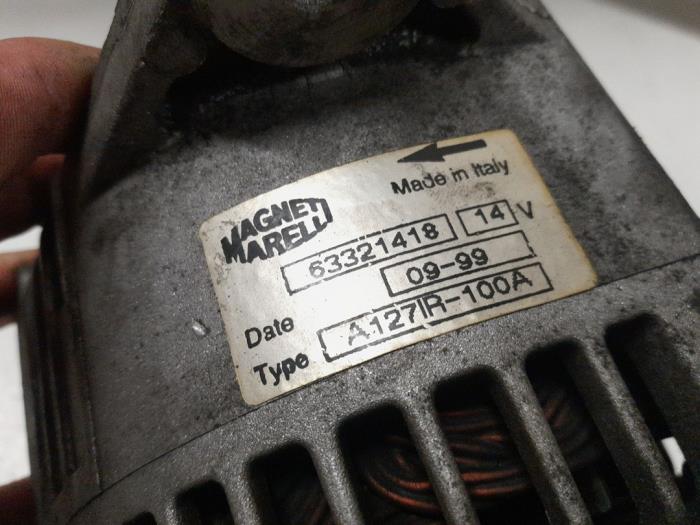 Made in Italy
MAGNETI
MARELLI
63321418 14 V
Date 09-99
Type A127IR-100A